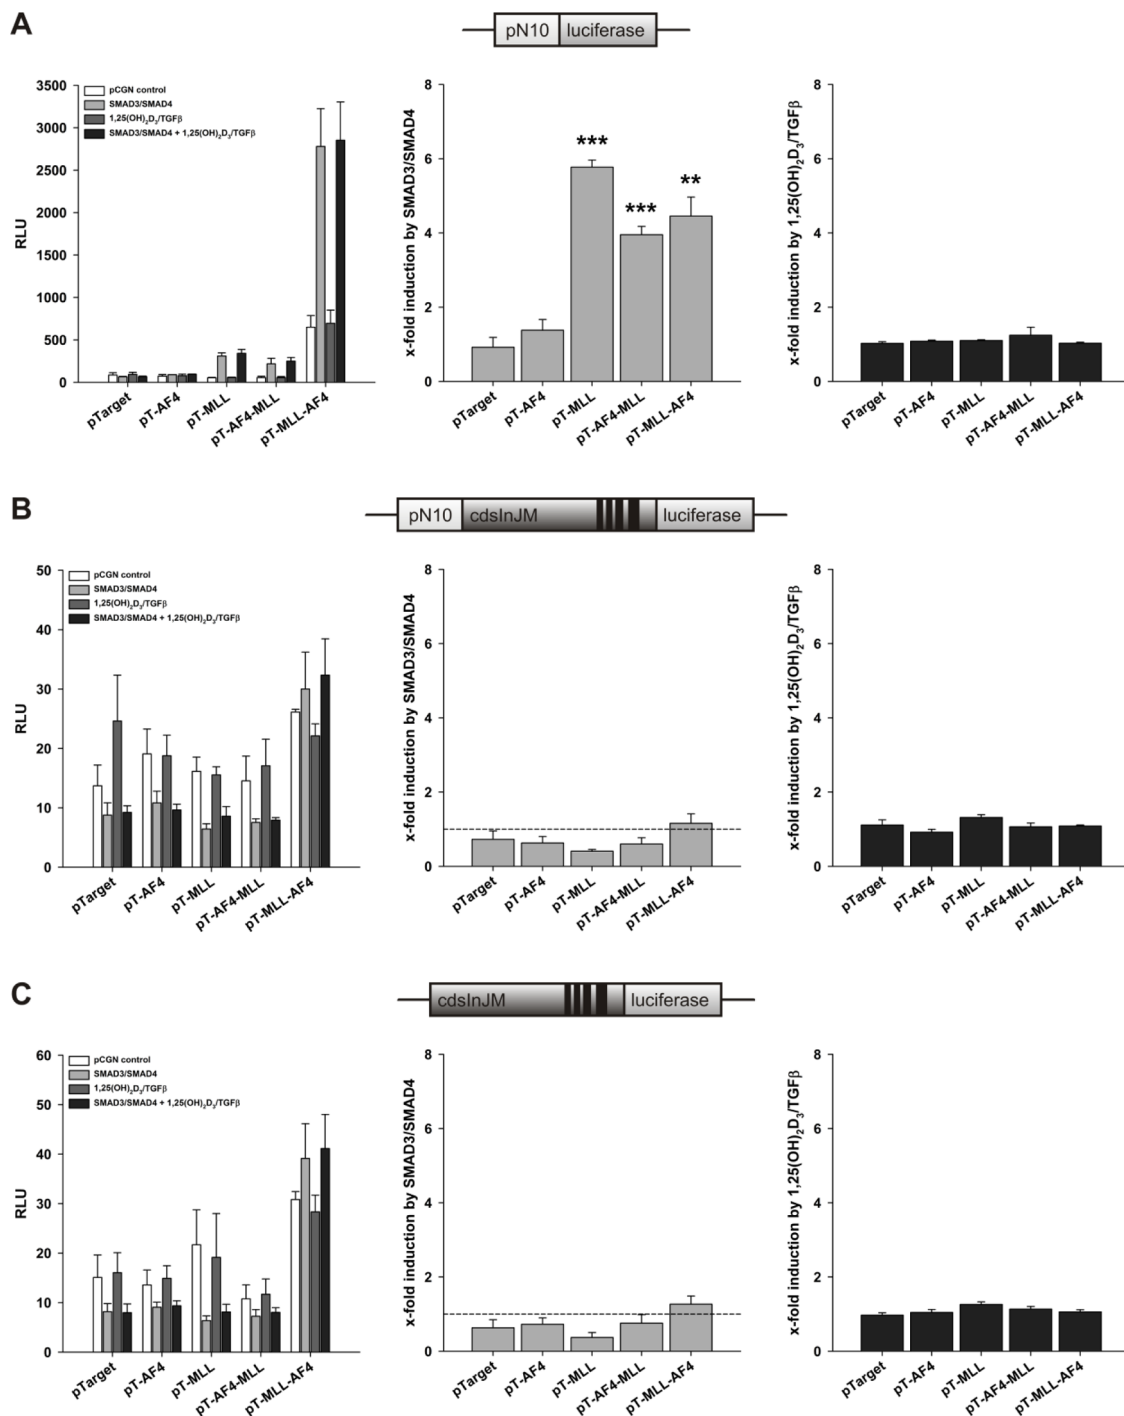 A
pN10 luciferase
3500
3000
2500
2000
1500
1000
500
0
RLU
pCGN control
SMAD3/SMAD4
1,25(OH)₂D₃/TGFβ
SMAD3/SMAD4 + 1,25(OH)₂D₃/TGFβ
pTarget
pT-AF4
pT-MLL
pT-AF4-MLL
pT-MLL-AF4
x-fold induction by SMAD3/SMAD4
8
6
4
2
0
***
***
**
pTarget
pT-AF4
pT-MLL
pT-AF4-MLL
pT-MLL-AF4
x-fold induction by 1,25(OH)₂D₃/TGFβ
8
6
4
2
0
pTarget
pT-AF4
pT-MLL
pT-AF4-MLL
pT-MLL-AF4
B
pN10 cdsInJM luciferase
50
40
30
20
10
0
RLU
pCGN control
SMAD3/SMAD4
1,25(OH)₂D₃/TGFβ
SMAD3/SMAD4 + 1,25(OH)₂D₃/TGFβ
pTarget
pT-AF4
pT-MLL
pT-AF4-MLL
pT-MLL-AF4
x-fold induction by SMAD3/SMAD4
8
6
4
2
0
pTarget
pT-AF4
pT-MLL
pT-AF4-MLL
pT-MLL-AF4
x-fold induction by 1,25(OH)₂D₃/TGFβ
8
6
4
2
0
pTarget
pT-AF4
pT-MLL
pT-AF4-MLL
pT-MLL-AF4
C
cdsInJM luciferase
60
50
40
30
20
10
0
RLU
pCGN control
SMAD3/SMAD4
1,25(OH)₂D₃/TGFβ
SMAD3/SMAD4 + 1,25(OH)₂D₃/TGFβ
pTarget
pT-AF4
pT-MLL
pT-AF4-MLL
pT-MLL-AF4
x-fold induction by SMAD3/SMAD4
8
6
4
2
0
pTarget
pT-AF4
pT-MLL
pT-AF4-MLL
pT-MLL-AF4
x-fold induction by 1,25(OH)₂D₃/TGFβ
8
6
4
2
0
pTarget
pT-AF4
pT-MLL
pT-AF4-MLL
pT-MLL-AF4